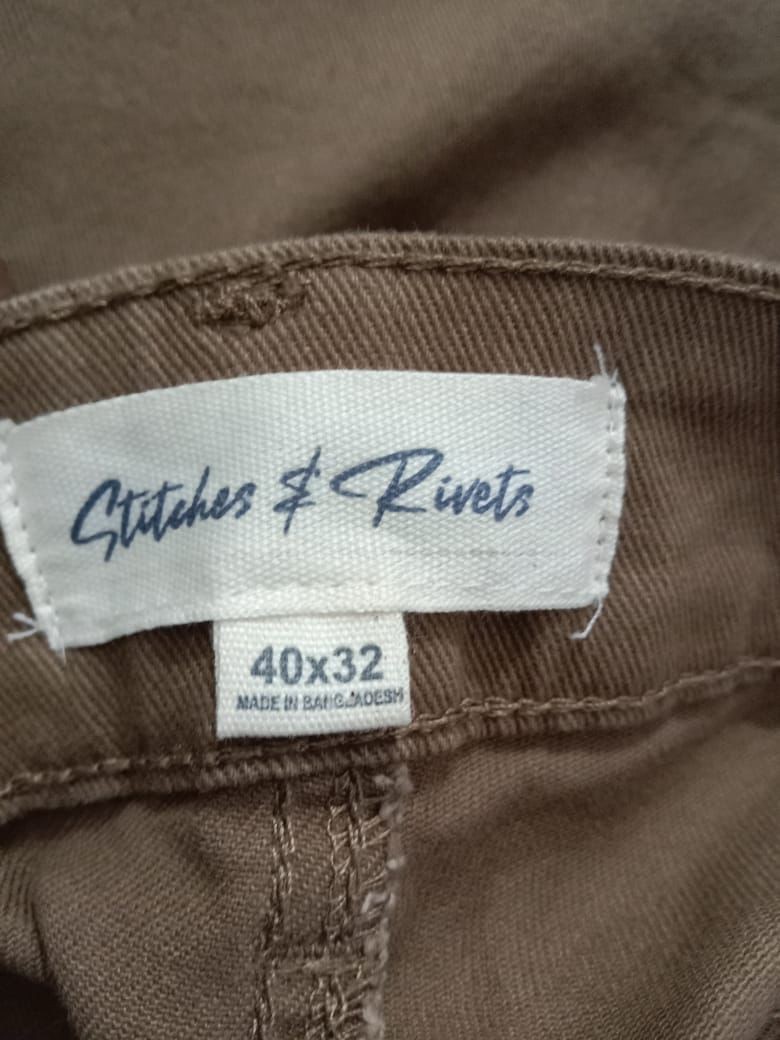 Stitches & Rivets
40x32
MADE IN BANGLADESH